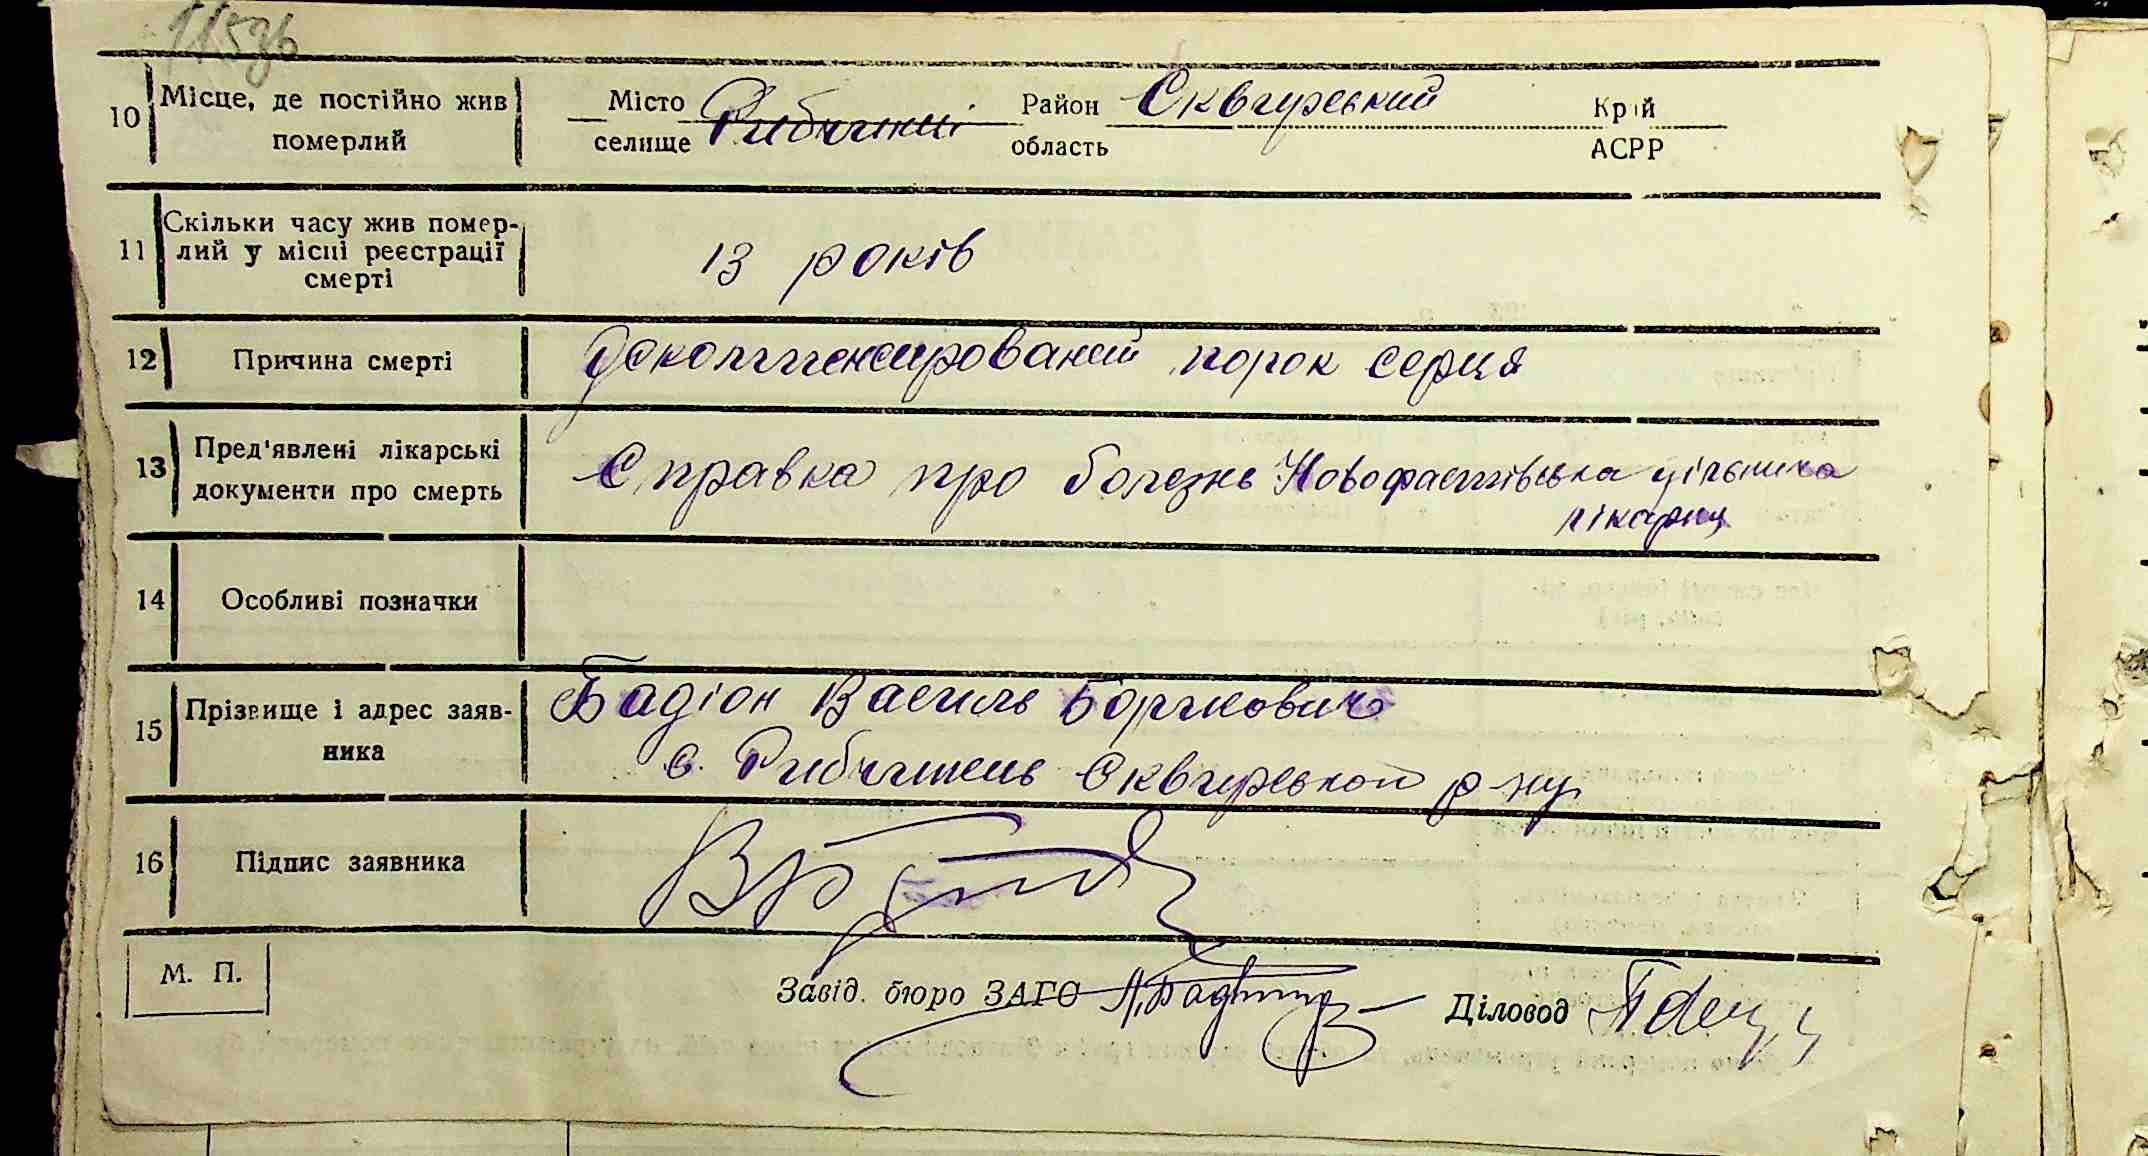 115зв
10 Місце, де постійно жив померлий Місто селище Рибчинці Район область Сквирський Край АСРР
11 Скільки часу жив помер-
лий у місці реєстрації
смерті
13 років
12 Причина смерті Декомпенсированый порок серця
13 Пред'явлені лікарські
документи про смерть
Справка про болезнь Новофастівська дільнича
лікарня
14 Особливі позначки
15 Прізвище і адрес заяв-
ника
Бадіон Василь
с. Рибчинець Сквирськой р-ну
16 Підпис заявника
М. П. Завід. бюро ЗАГС Діловод